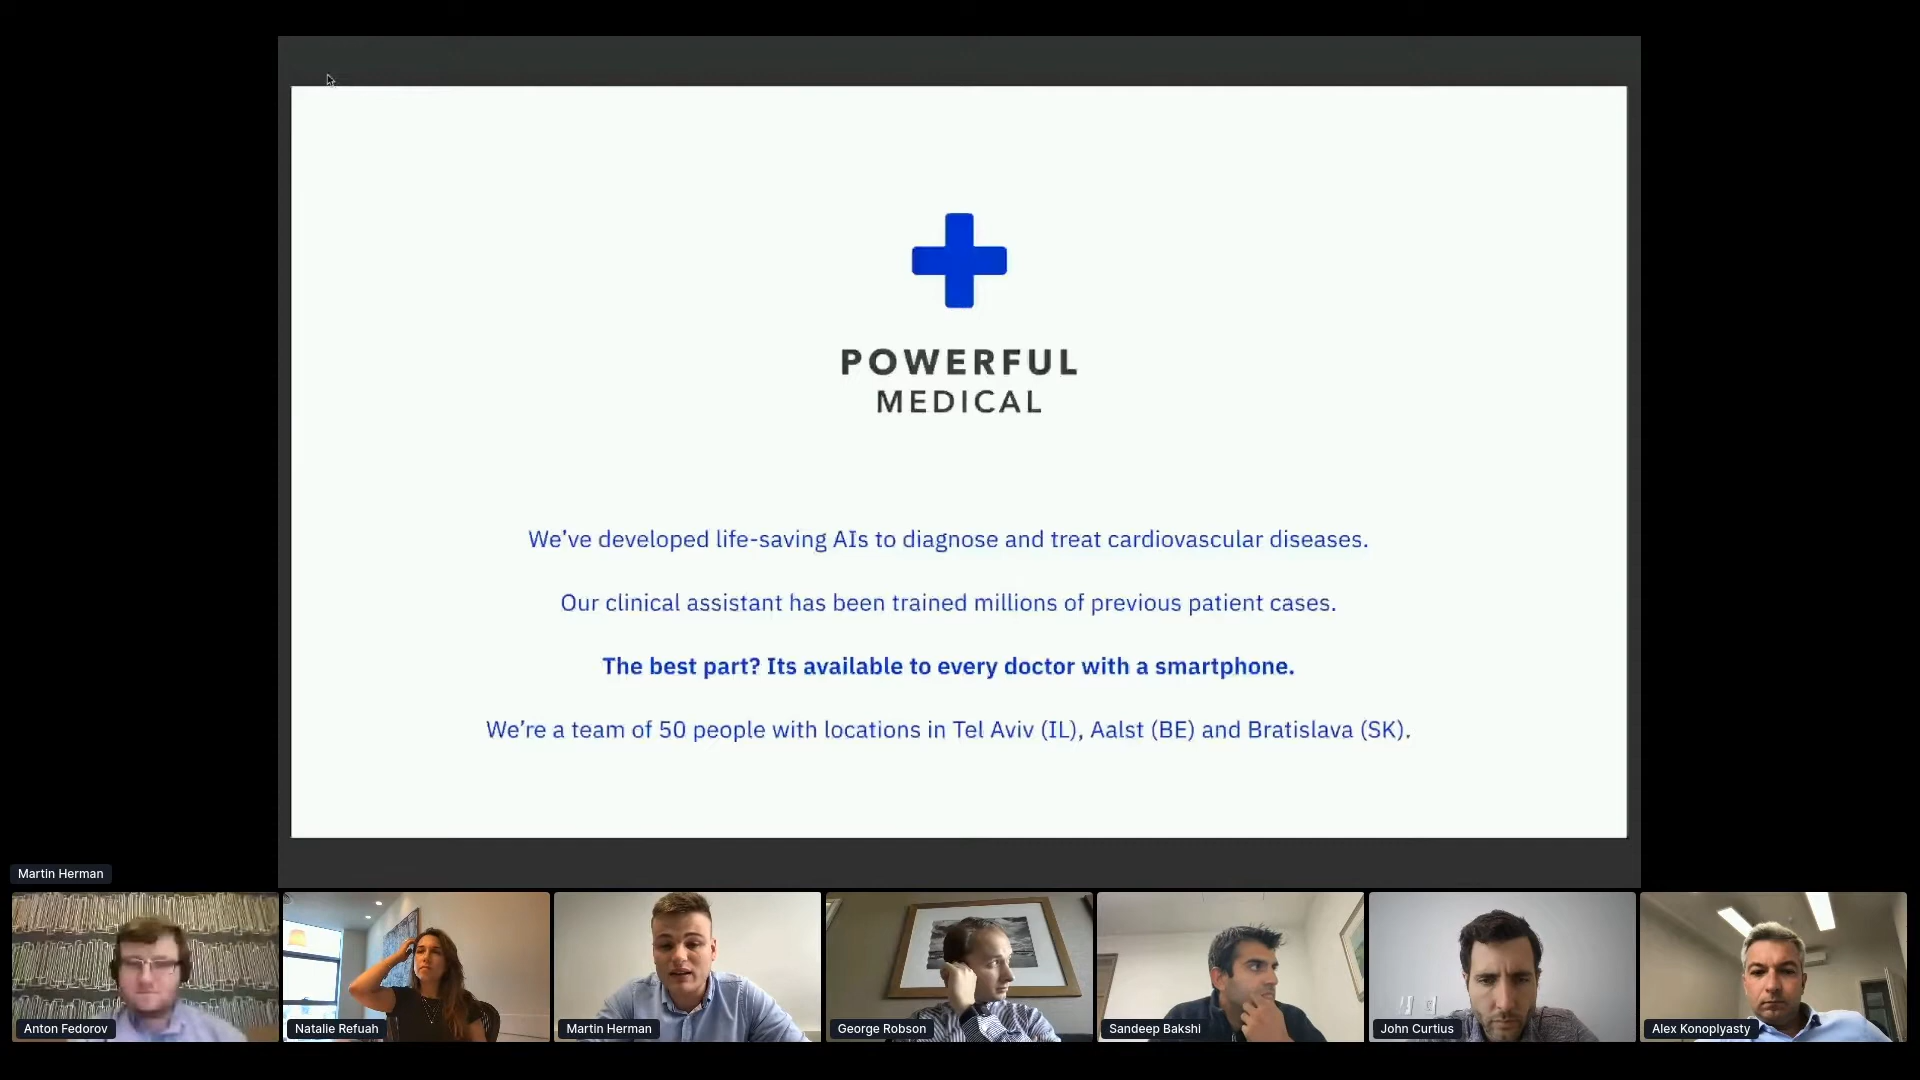 POWERFUL
MEDICAL
We've developed life-saving AIs to diagnose and treat cardiovascular diseases.
Our clinical assistant has been trained millions of previous patient cases.
The best part? Its available to every doctor with a smartphone.
We're a team of 50 people with locations in Tel Aviv (IL), Aalst (BE) and Bratislava (SK).
Martin Herman
Anton Fedorov
Natalie Refuah
Martin Herman
George Robson
Sandeep Bakshi
John Curtius
Alex Konoplyasty